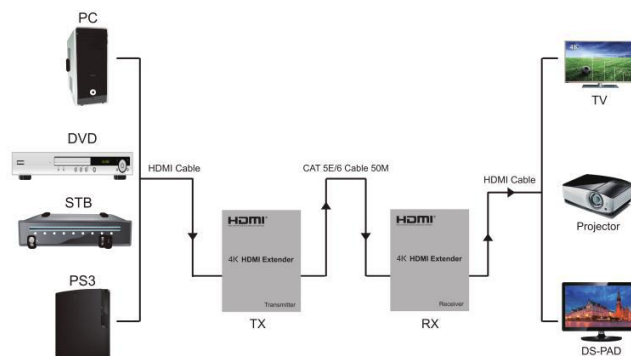 PC
DVD
STB
PS3
HDMI Cable
HDMI
4K HDMI Extender
Transmitter
TX
CAT 5E/6 Cable 50M
HDMI
4K HDMI Extender
Receiver
RX
HDMI Cable
4K
TV
Projector
DS-PAD